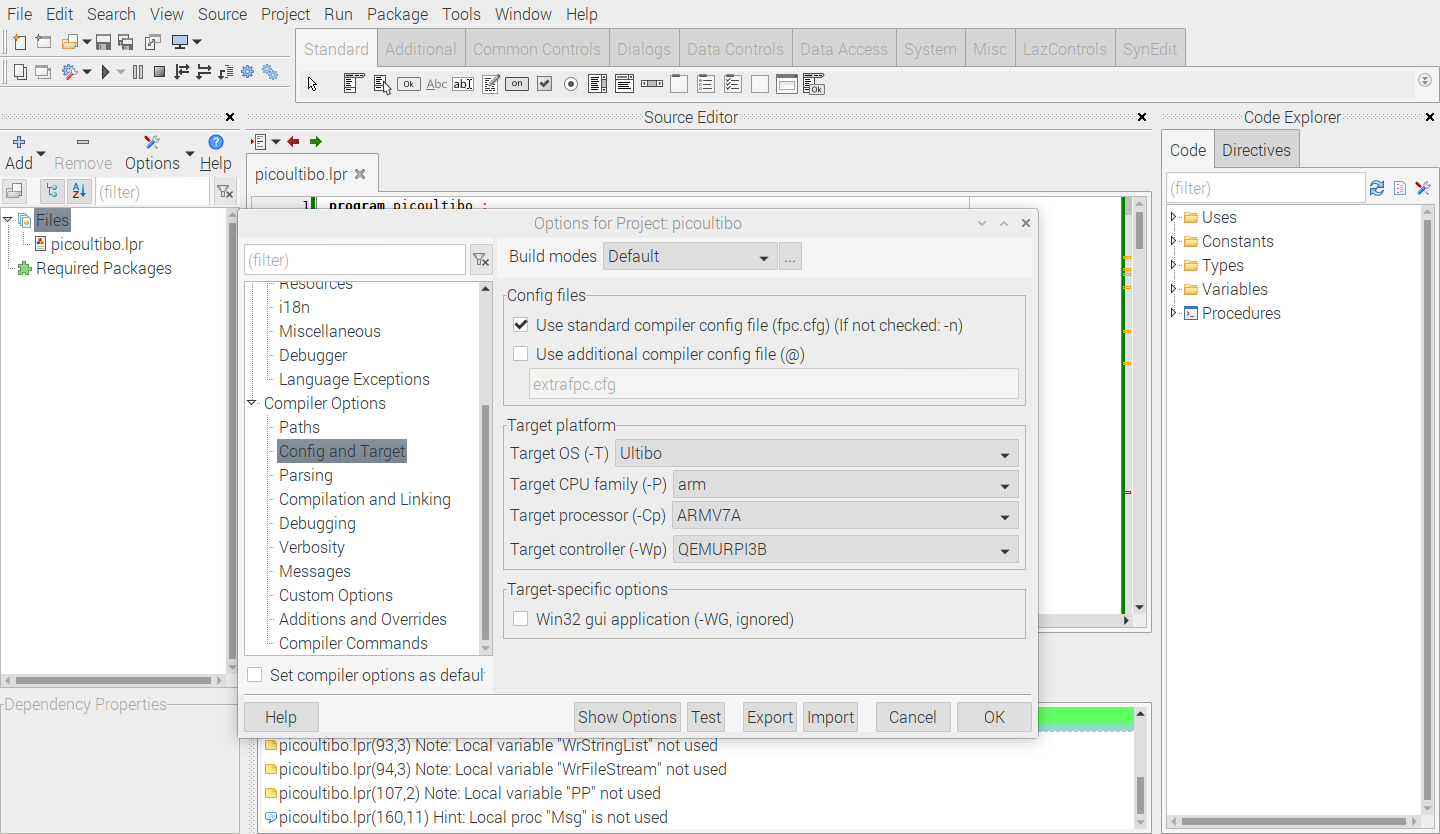 File Edit Search View Source Project Run Package Tools Window Help
Standard Additional Common Controls Dialogs Data Controls Data Access System Misc LazControls SynEdit
Ok Abc ab on Ok
Source Editor
Code Explorer
Add Remove Options Help
(filter)
Files
picoultibo.lpr
Required Packages
Dependency Properties
picoultibo.lpr
1 program picoultibo ;
Code Directives
(filter)
Uses
Constants
Types
Variables
Procedures
Options for Project: picoultibo
(filter)
Build modes Default ...
Resources
i18n
Miscellaneous
Debugger
Language Exceptions
Compiler Options
Paths
Config and Target
Parsing
Compilation and Linking
Debugging
Verbosity
Messages
Custom Options
Additions and Overrides
Compiler Commands
Set compiler options as defaul
Config files
Use standard compiler config file (fpc.cfg) (If not checked: -n)
Use additional compiler config file (@)
extrafpc.cfg
Target platform
Target OS (-T) Ultibo
Target CPU family (-P) arm
Target processor (-Cp) ARMV7A
Target controller (-Wp) QEMURPI3B
Target-specific options
Win32 gui application (-WG, ignored)
Help Show Options Test Export Import Cancel OK
picoultibo.lpr(93,3) Note: Local variable "WrStringList" not used
picoultibo.lpr(94,3) Note: Local variable "WrFileStream" not used
picoultibo.lpr(107,2) Note: Local variable "PP" not used
picoultibo.lpr(160,11) Hint: Local proc "Msg" is not used